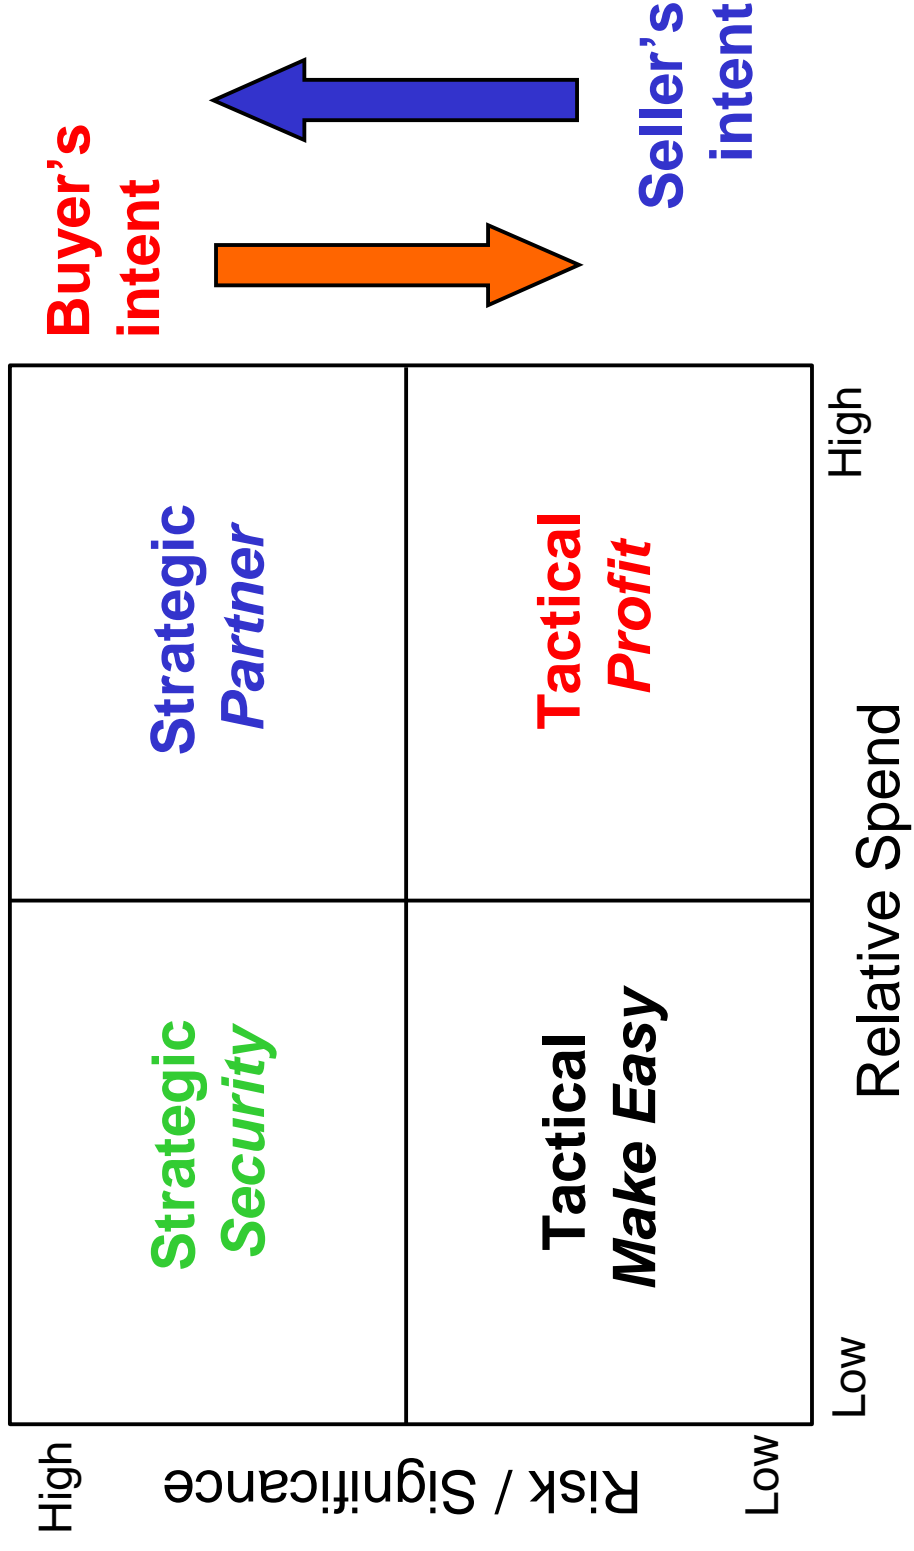 High
Risk / Significance
Low
Strategic
Security
Strategic
Partner
Tactical
Make Easy
Tactical
Profit
Low
High
Relative Spend
Buyer’s
intent
Seller’s
intent